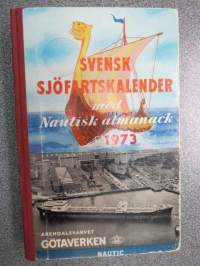 SVENSK
SJÖFARTSKALENDER
med
Nautisk almanack
1973
ARENDALSVARVET
GÖTAVERKEN
NAUTIC